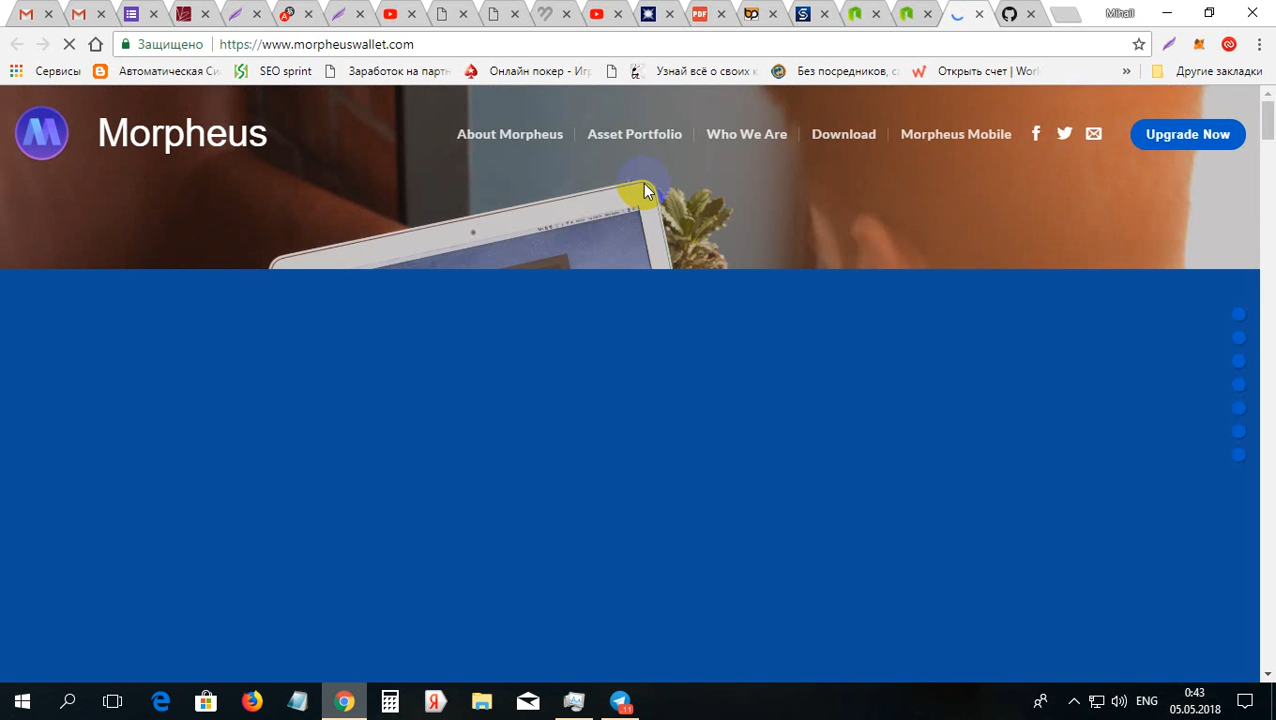 Mihail
Защищено https://www.morpheuswallet.com
Сервисы Автоматическая Си SEO sprint Заработок на партн Онлайн покер - Иг Узнай всё о своих к Без посредников, са Открыть счет | Worl » Другие закладки
Morpheus About Morpheus Asset Portfolio Who We Are Download Morpheus Mobile Upgrade Now
ENG 0:43
05.05.2018